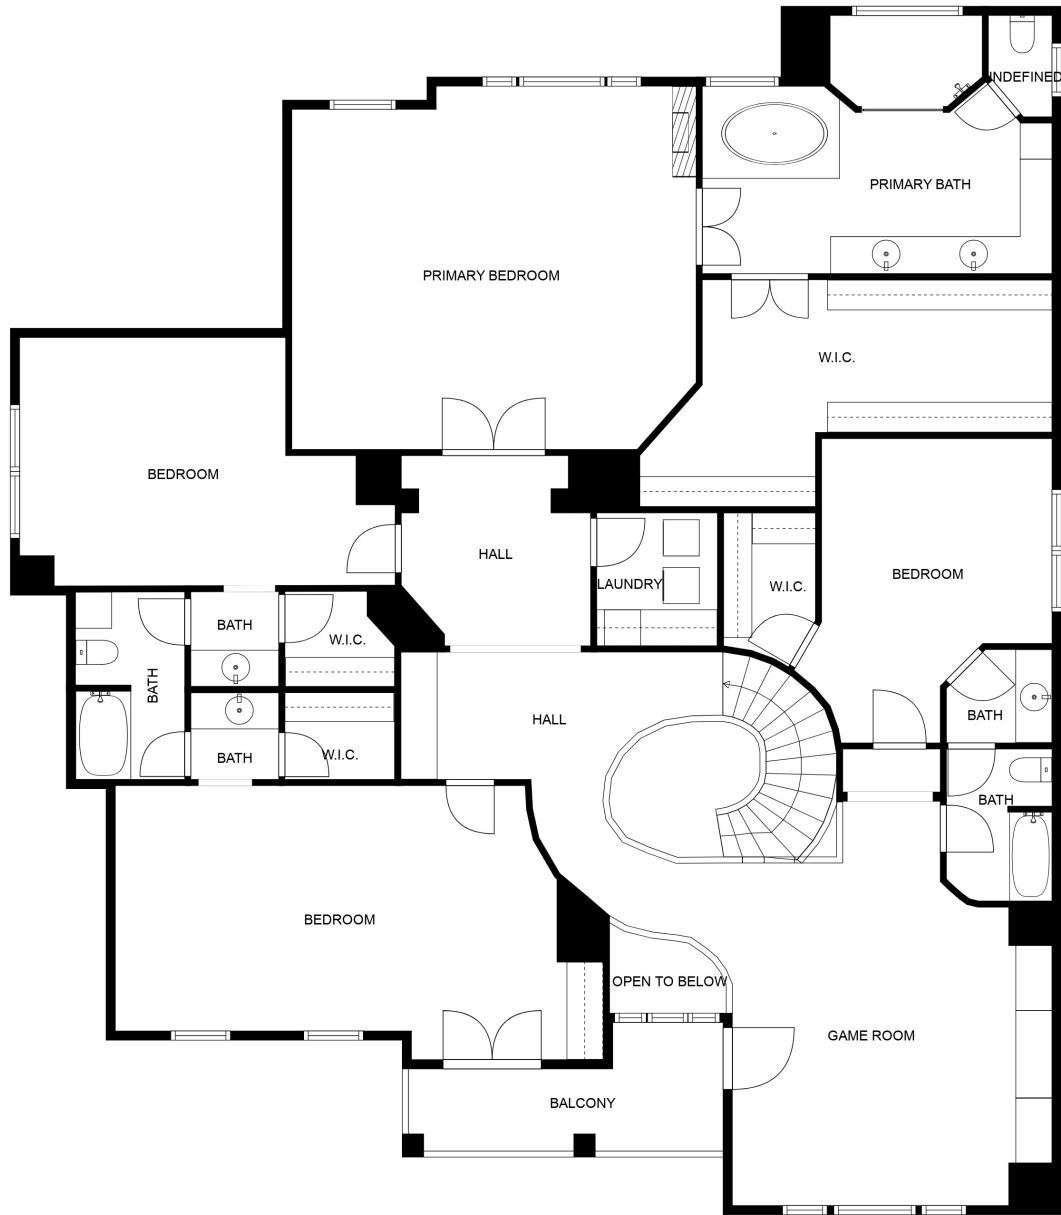 INDEFINED
PRIMARY BATH
PRIMARY BEDROOM
W.I.C.
BEDROOM
HALL
LAUNDRY
BEDROOM
W.I.C.
BATH
W.I.C.
BATH
BATH
HALL
BATH
W.I.C.
BATH
BEDROOM
OPEN TO BELOW
GAME ROOM
BALCONY